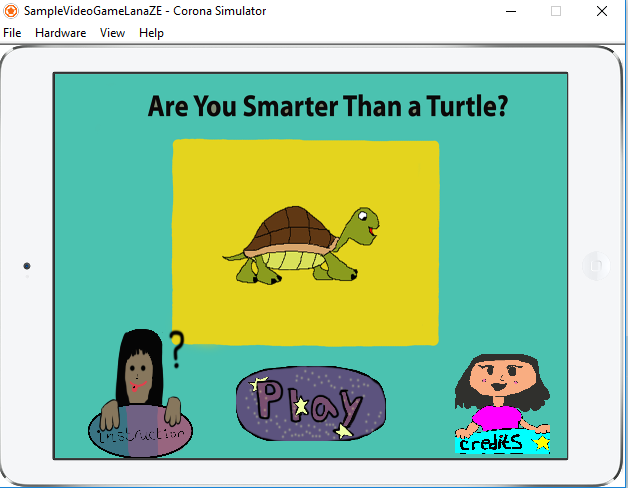 SampleVideoGameLanaZE - Corona Simulator
File Hardware View Help
Are You Smarter Than a Turtle?
?
instruction
Play
credits